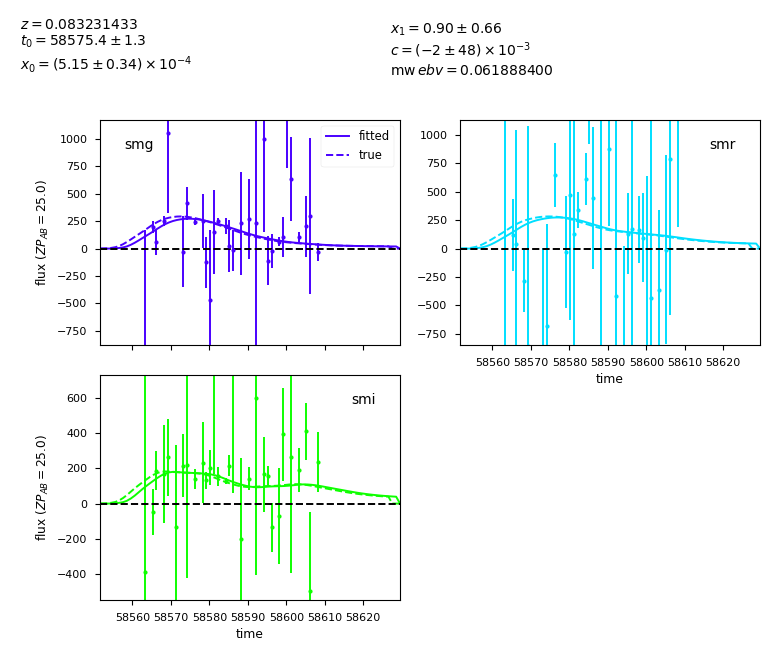 z = 0.083231433
t₀ = 58575.4 ± 1.3
x₀ = (5.15 ± 0.34) × 10⁻⁴
x₁ = 0.90 ± 0.66
c = (−2 ± 48) × 10⁻³
mw ebv = 0.061888400
smg
fitted
true
1000
750
500
250
0
−250
−500
−750
flux (ZP_AB = 25.0)
smr
1000
750
500
250
0
−250
−500
−750
58560 58570 58580 58590 58600 58610 58620
time
smi
600
400
200
0
−200
−400
flux (ZP_AB = 25.0)
58560 58570 58580 58590 58600 58610 58620
time